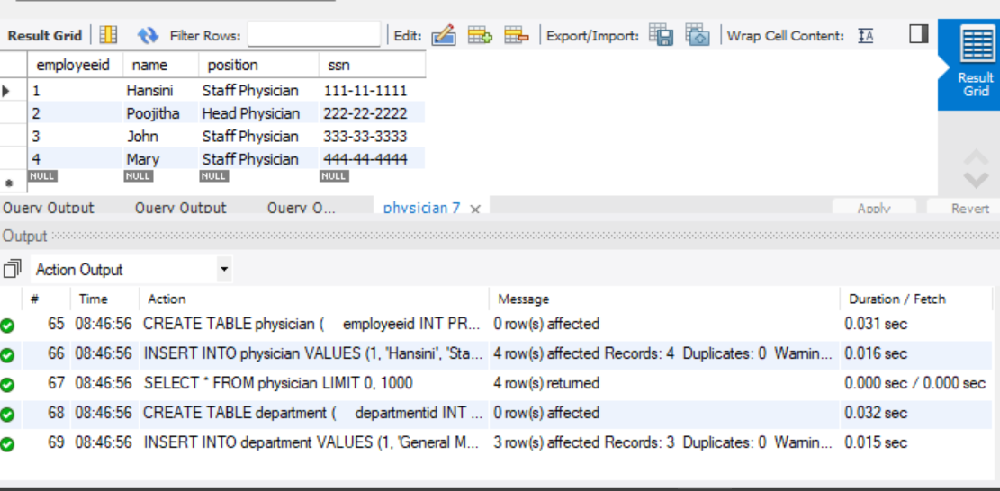 Result Grid Filter Rows: Edit: Export/Import: Wrap Cell Content: IA
Result Grid
employeeid name position ssn
1 Hansini Staff Physician 111-11-1111
2 Poojitha Head Physician 222-22-2222
3 John Staff Physician 333-33-3333
4 Mary Staff Physician 444-44-4444
NULL NULL NULL NULL
Query Output Query Output Query O... physician 7 Apply Revert
Output
Action Output
# Time Action Message Duration / Fetch
65 08:46:56 CREATE TABLE physician ( employeeid INT PR... 0 row(s) affected 0.031 sec
66 08:46:56 INSERT INTO physician VALUES (1, 'Hansini', 'Sta... 4 row(s) affected Records: 4 Duplicates: 0 Warnin... 0.016 sec
67 08:46:56 SELECT * FROM physician LIMIT 0, 1000 4 row(s) returned 0.000 sec / 0.000 sec
68 08:46:56 CREATE TABLE department ( departmentid INT ... 0 row(s) affected 0.032 sec
69 08:46:56 INSERT INTO department VALUES (1, 'General M... 3 row(s) affected Records: 3 Duplicates: 0 Warnin... 0.015 sec